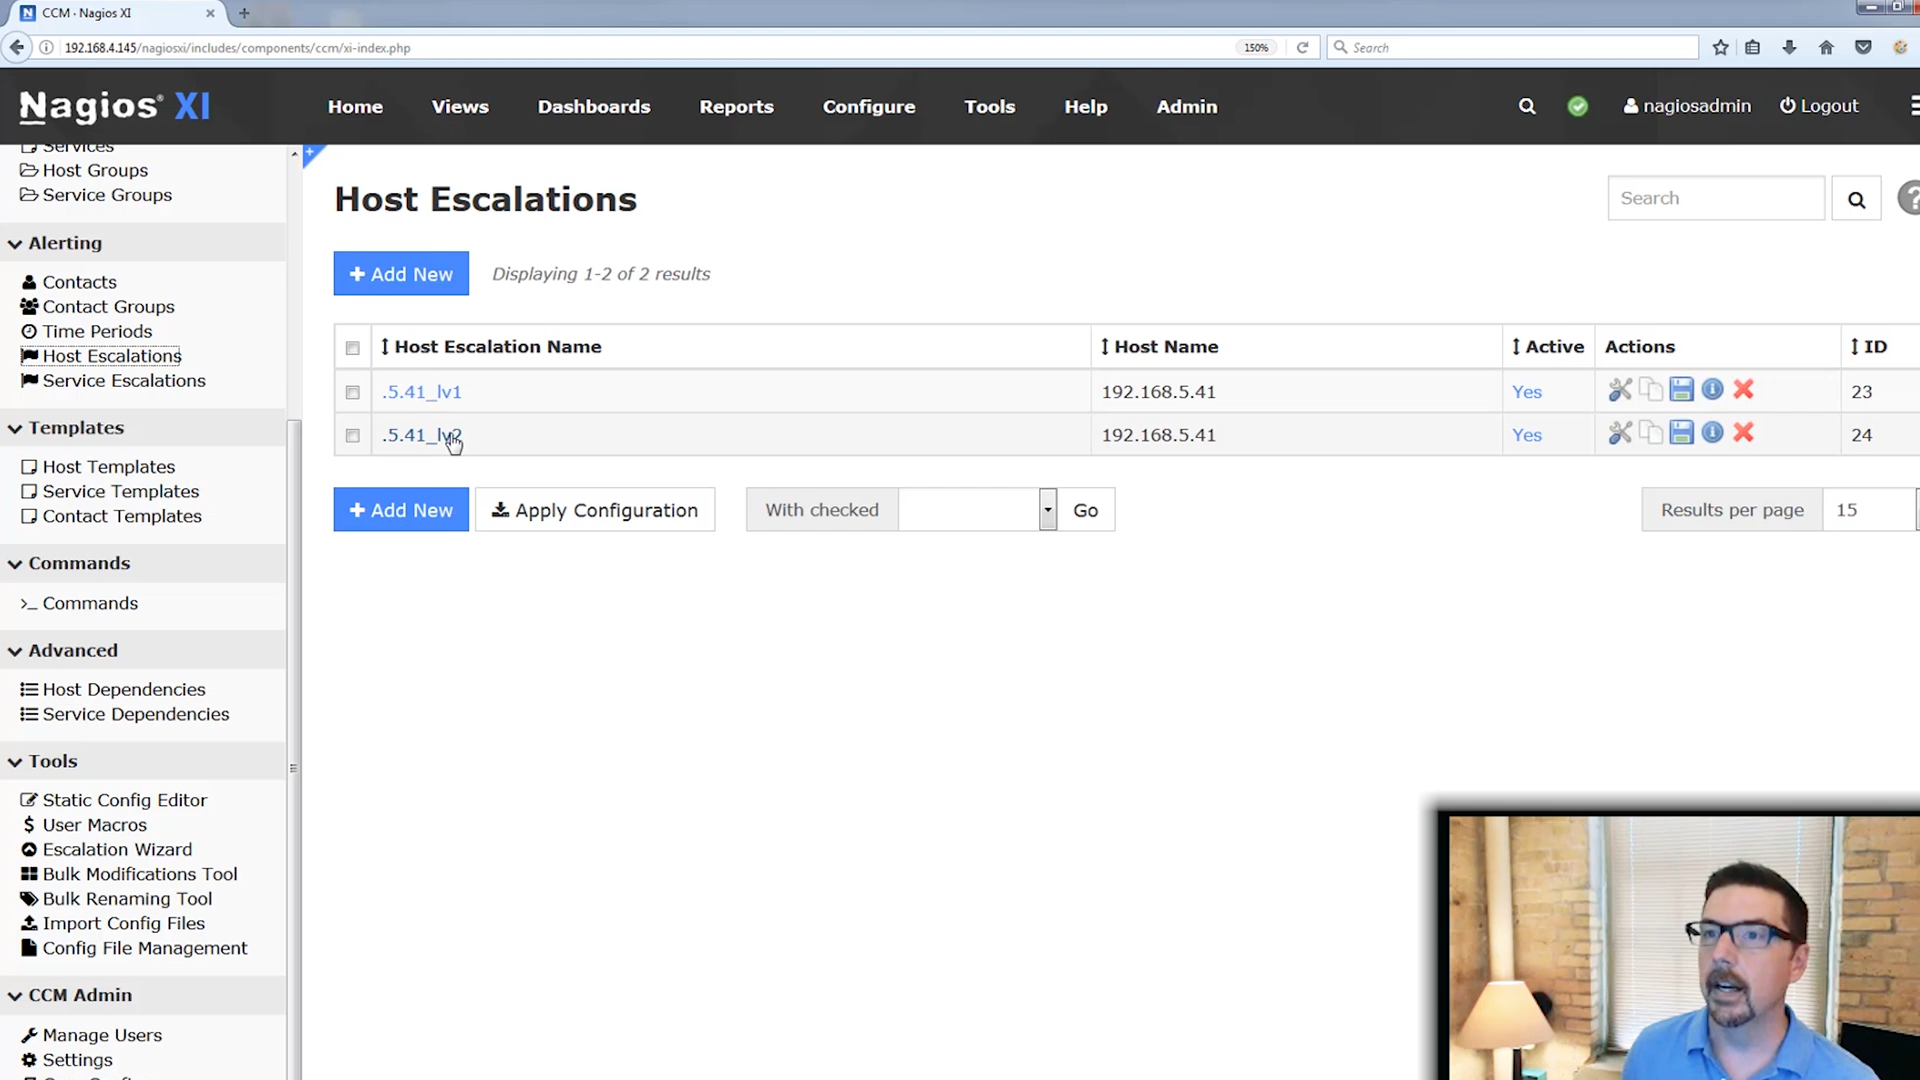 CCM · Nagios XI
192.168.4.145/nagiosxi/includes/components/ccm/xi-index.php
150%
Search
Nagios® XI
Home
Views
Dashboards
Reports
Configure
Tools
Help
Admin
nagiosadmin
Logout
Services
Host Groups
Service Groups
Alerting
Contacts
Contact Groups
Time Periods
Host Escalations
Service Escalations
Templates
Host Templates
Service Templates
Contact Templates
Commands
Commands
Advanced
Host Dependencies
Service Dependencies
Tools
Static Config Editor
User Macros
Escalation Wizard
Bulk Modifications Tool
Bulk Renaming Tool
Import Config Files
Config File Management
CCM Admin
Manage Users
Settings
Host Escalations
Search
+ Add New
Displaying 1-2 of 2 results
Host Escalation Name Host Name Active Actions ID
.5.41_lv1 192.168.5.41 Yes 23
.5.41_lv2 192.168.5.41 Yes 24
+ Add New
Apply Configuration
With checked
Go
Results per page 15